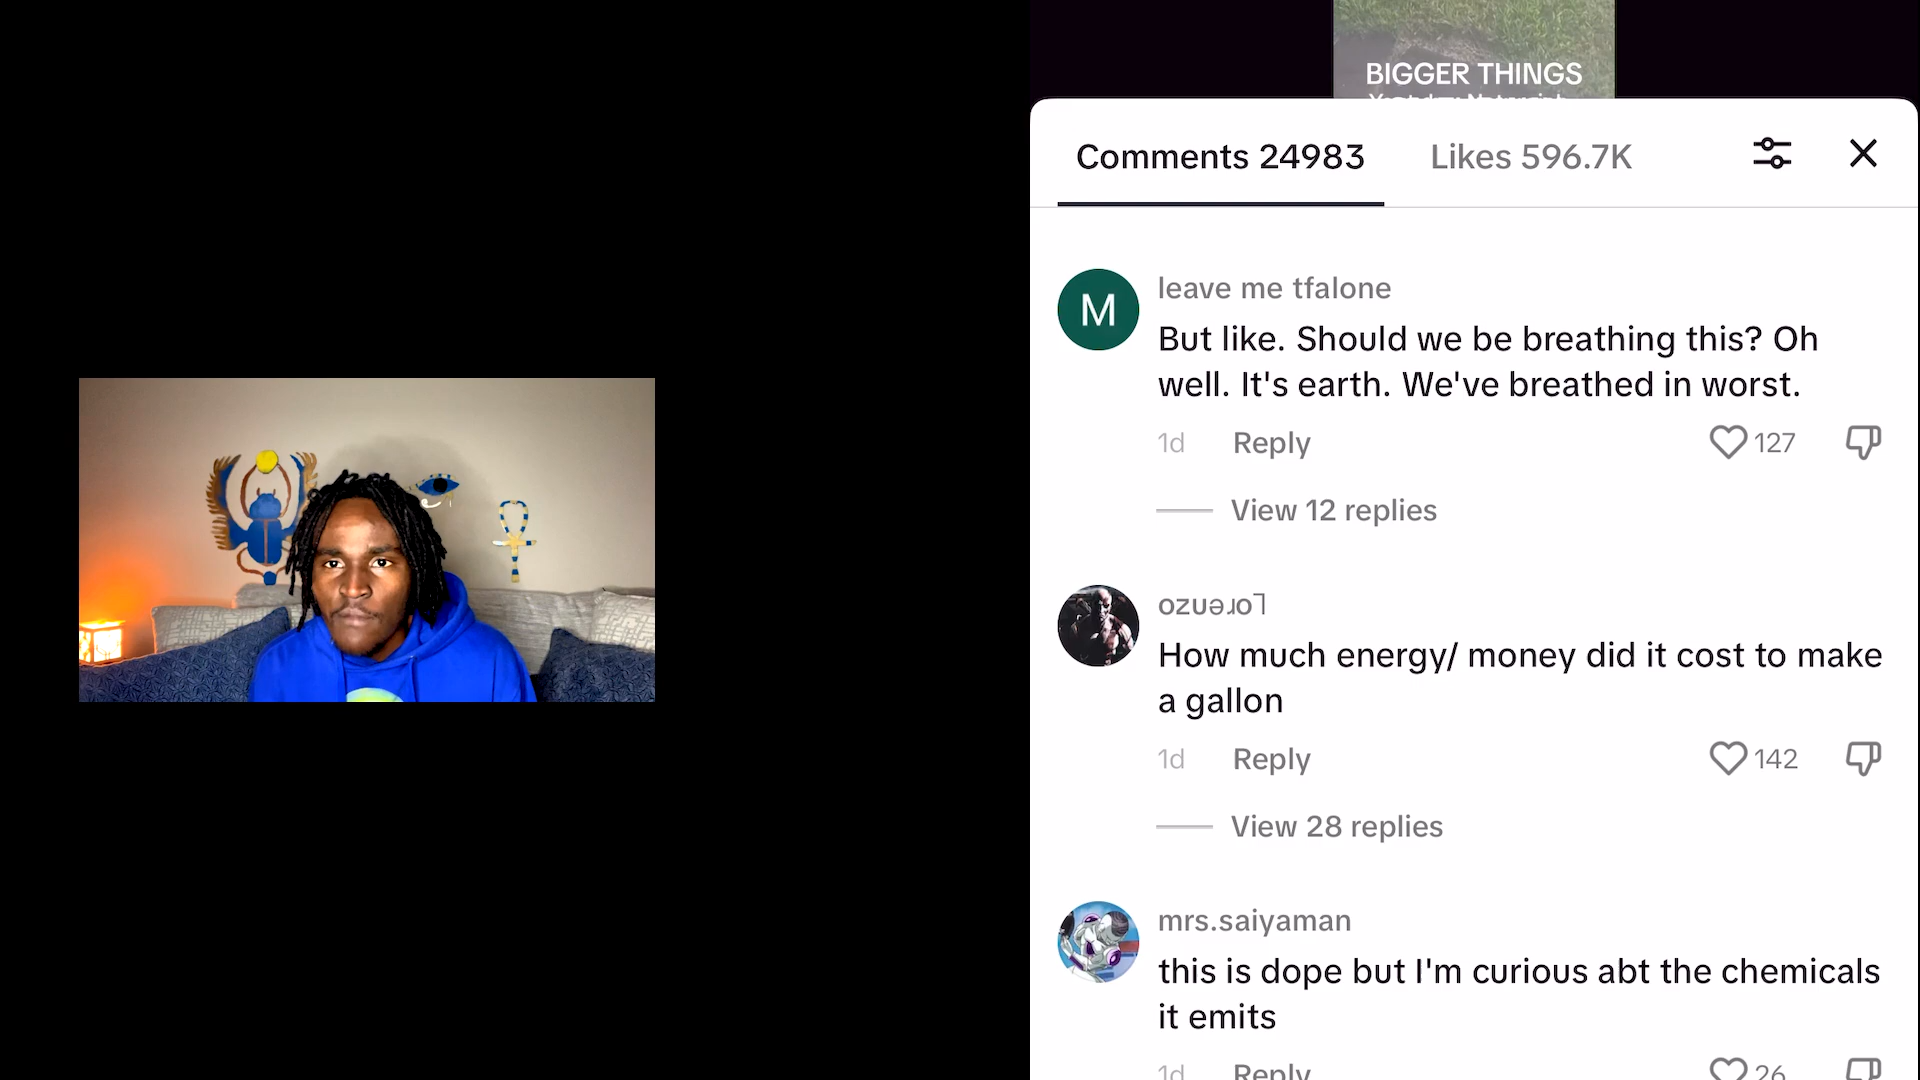 BIGGER THINGS
Comments 24983
Likes 596.7K
M
leave me tfalone
But like. Should we be breathing this? Oh
well. It's earth. We've breathed in worst.
1d Reply 127
View 12 replies
ozuǝɹo⅂
How much energy/ money did it cost to make
a gallon
1d Reply 142
View 28 replies
mrs.saiyaman
this is dope but I'm curious abt the chemicals
it emits
1d Reply 26